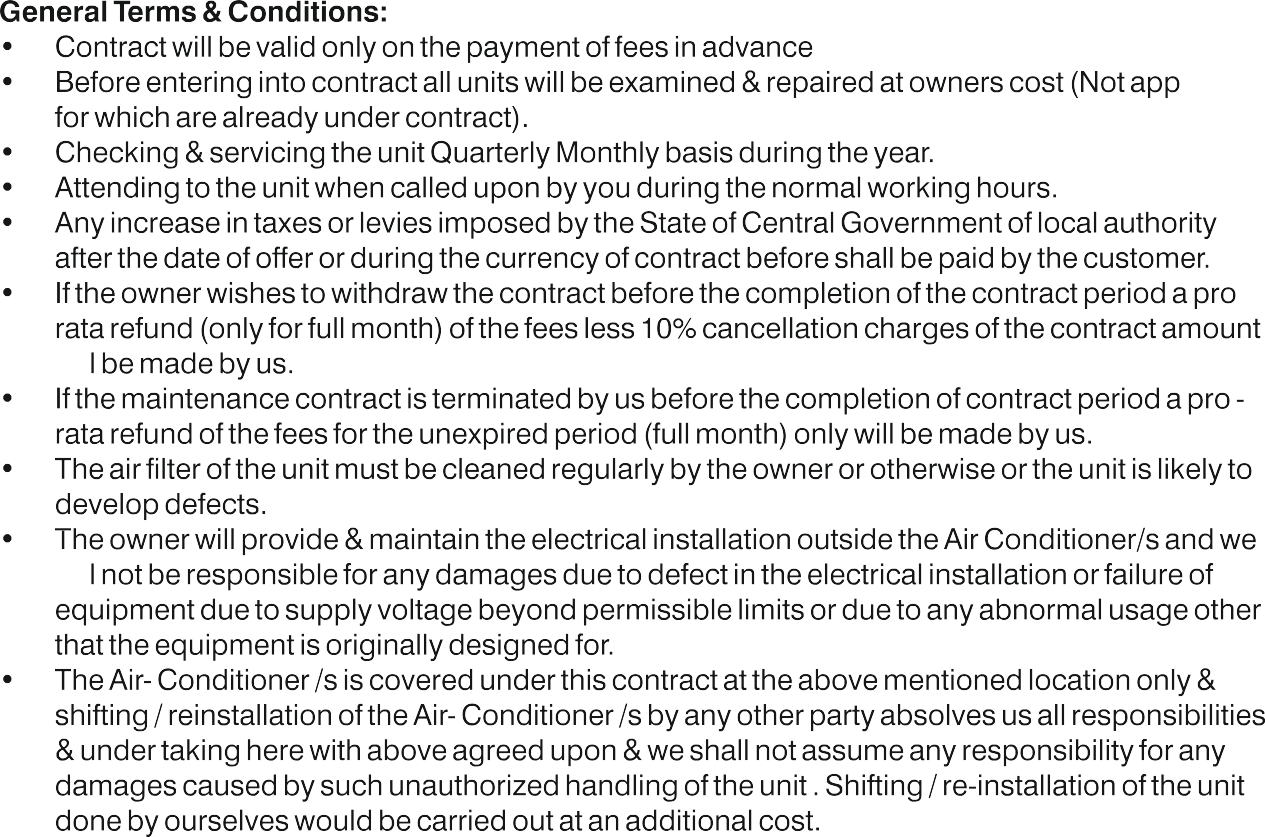 General Terms & Conditions:
• Contract will be valid only on the payment of fees in advance
• Before entering into contract all units will be examined & repaired at owners cost (Not app
for which are already under contract).
• Checking & servicing the unit Quarterly Monthly basis during the year.
• Attending to the unit when called upon by you during the normal working hours.
• Any increase in taxes or levies imposed by the State of Central Government of local authority
after the date of offer or during the currency of contract before shall be paid by the customer.
• If the owner wishes to withdraw the contract before the completion of the contract period a pro
rata refund (only for full month) of the fees less 10% cancellation charges of the contract amount
l be made by us.
• If the maintenance contract is terminated by us before the completion of contract period a pro -
rata refund of the fees for the unexpired period (full month) only will be made by us.
• The air filter of the unit must be cleaned regularly by the owner or otherwise or the unit is likely to
develop defects.
• The owner will provide & maintain the electrical installation outside the Air Conditioner/s and we
l not be responsible for any damages due to defect in the electrical installation or failure of
equipment due to supply voltage beyond permissible limits or due to any abnormal usage other
that the equipment is originally designed for.
• The Air- Conditioner /s is covered under this contract at the above mentioned location only &
shifting / reinstallation of the Air- Conditioner /s by any other party absolves us all responsibilities
& under taking here with above agreed upon & we shall not assume any responsibility for any
damages caused by such unauthorized handling of the unit . Shifting / re-installation of the unit
done by ourselves would be carried out at an additional cost.